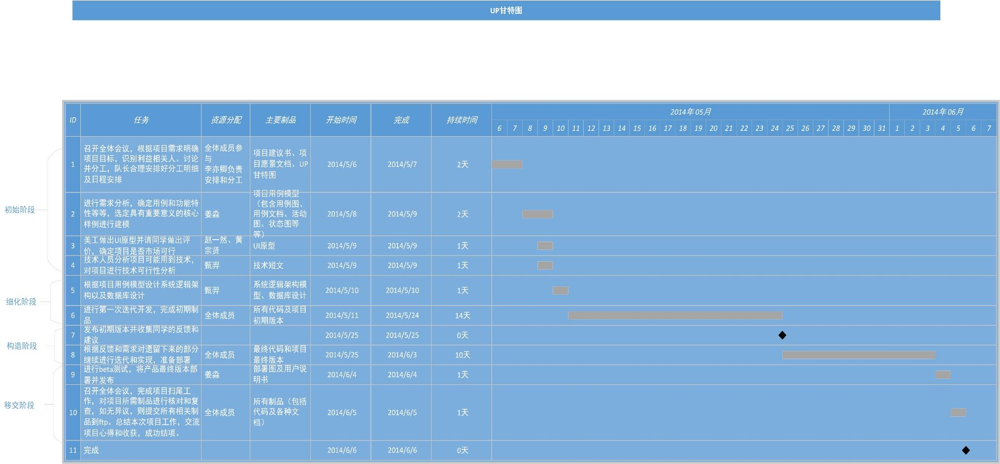 UP甘特图
ID 任务 资源分配 主要制品 开始时间 完成 持续时间 2014年 05月 2014年 06月
6 7 8 9 10 11 12 13 14 15 16 17 18 19 20 21 22 23 24 25 26 27 28 29 30 31 1 2 3 4 5 6 7
初始阶段
1
召开全体会议，根据项目需求明确
项目目标，识别利益相关人。讨论
并分工，队长合理安排好分工明细
及日程安排
全体成员参
与
李亦卿负责
安排和分工
项目建议书、项
目愿景文档、UP
甘特图
2014/5/6 2014/5/7 2天
2
进行需求分析，确定用例和功能特
性等等，选定具有重要意义的核心
样例进行建模
姜淼
项目用例模型
（包含用例图、
用例文档、活动
图、状态图等
等）
2014/5/8 2014/5/9 2天
3
美工做出UI原型并请同学做出评
价，确定项目是否市场可行
赵一然、黄
宗贤
UI原型
2014/5/9 2014/5/9 1天
4
技术人员分析项目可能用到技术，
对项目进行技术可行性分析
甄羿
技术短文
2014/5/9 2014/5/9 1天
细化阶段
5
根据项目用例模型设计系统逻辑架
构以及数据库设计
甄羿
系统逻辑架构模
型、数据库设计
2014/5/10 2014/5/10 1天
6
进行第一次迭代开发，完成初期制
品
全体成员
所有代码及项目
初期版本
2014/5/11 2014/5/24 14天
构造阶段
7
发布初期版本并收集同学的反馈和
建议
2014/5/25 2014/5/25 0天
8
根据反馈和需求对遗留下来的部分
继续进行迭代和实现，准备部署
全体成员
最终代码和项目
最终版本
2014/5/25 2014/6/3 10天
移交阶段
9
进行beta测试，将产品最终版本部
署并发布
姜淼
部署图及用户说
明书
2014/6/4 2014/6/4 1天
10
召开全体会议，完成项目扫尾工
作，对项目所需制品进行核对和复
查，如无异议，则提交所有相关制
品到ftp。总结本次项目工作，交流
项目心得和收获，成功结项。
全体成员
所有制品（包括
代码及各种文
档）
2014/6/5 2014/6/5 1天
11 完成 2014/6/6 2014/6/6 0天